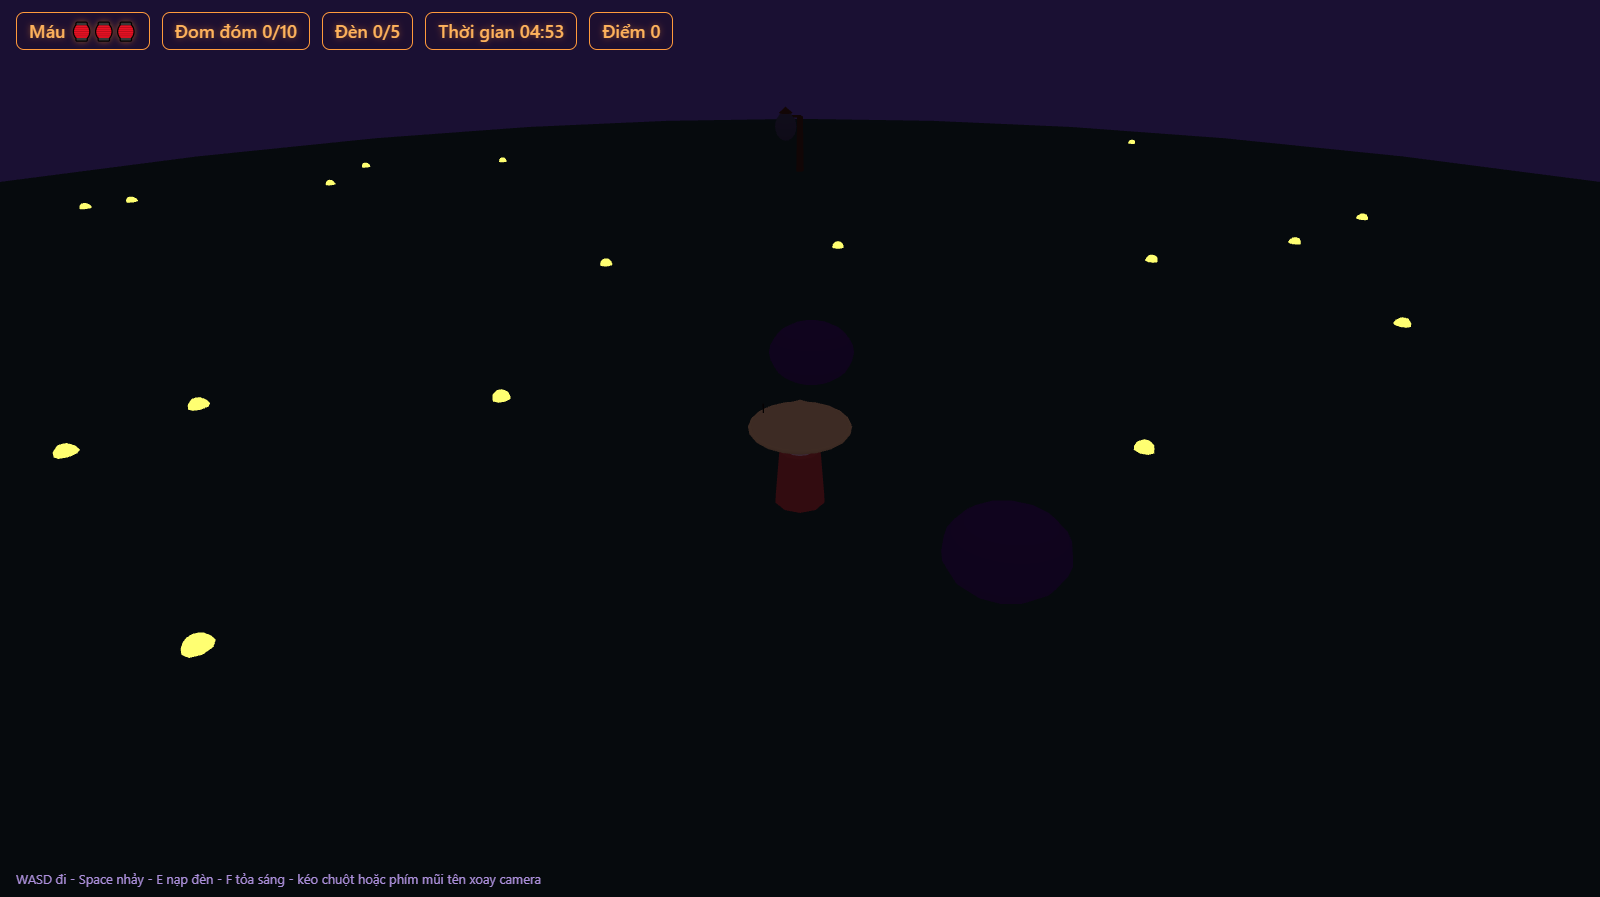 Máu
Đom đóm 0/10
Đèn 0/5
Thời gian 04:53
Điểm 0
WASD đi - Space nhảy - E nạp đèn - F tỏa sáng - kéo chuột hoặc phím mũi tên xoay camera